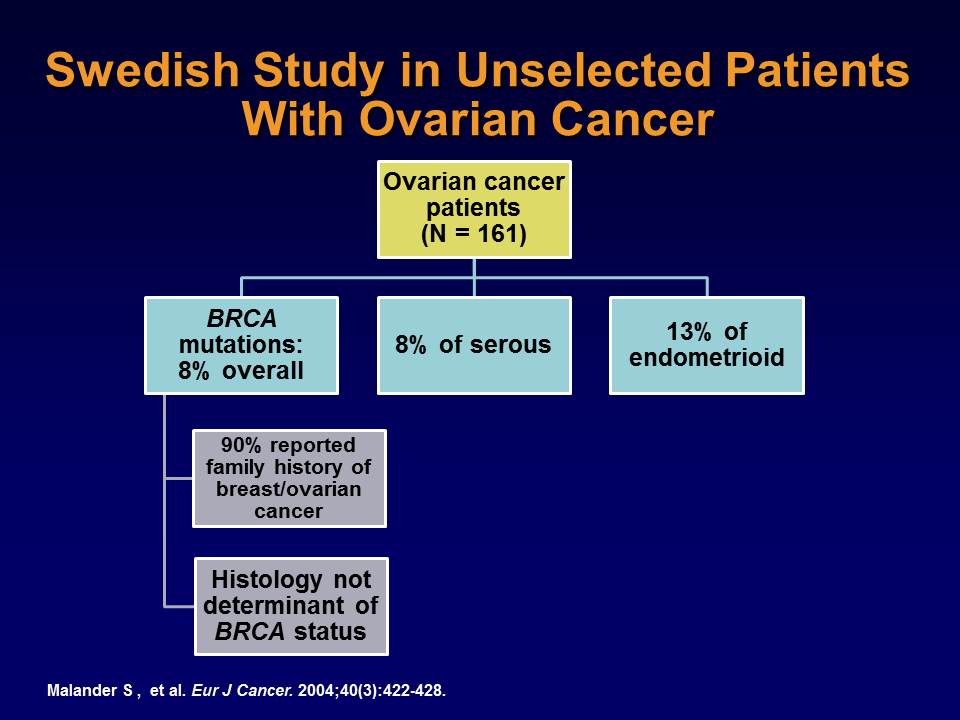 Swedish Study in Unselected Patients
With Ovarian Cancer
Ovarian cancer
patients
(N = 161)
BRCA
mutations:
8% overall
8% of serous
13% of
endometrioid
90% reported
family history of
breast/ovarian
cancer
Histology not
determinant of
BRCA status
Malander S , et al. Eur J Cancer. 2004;40(3):422-428.